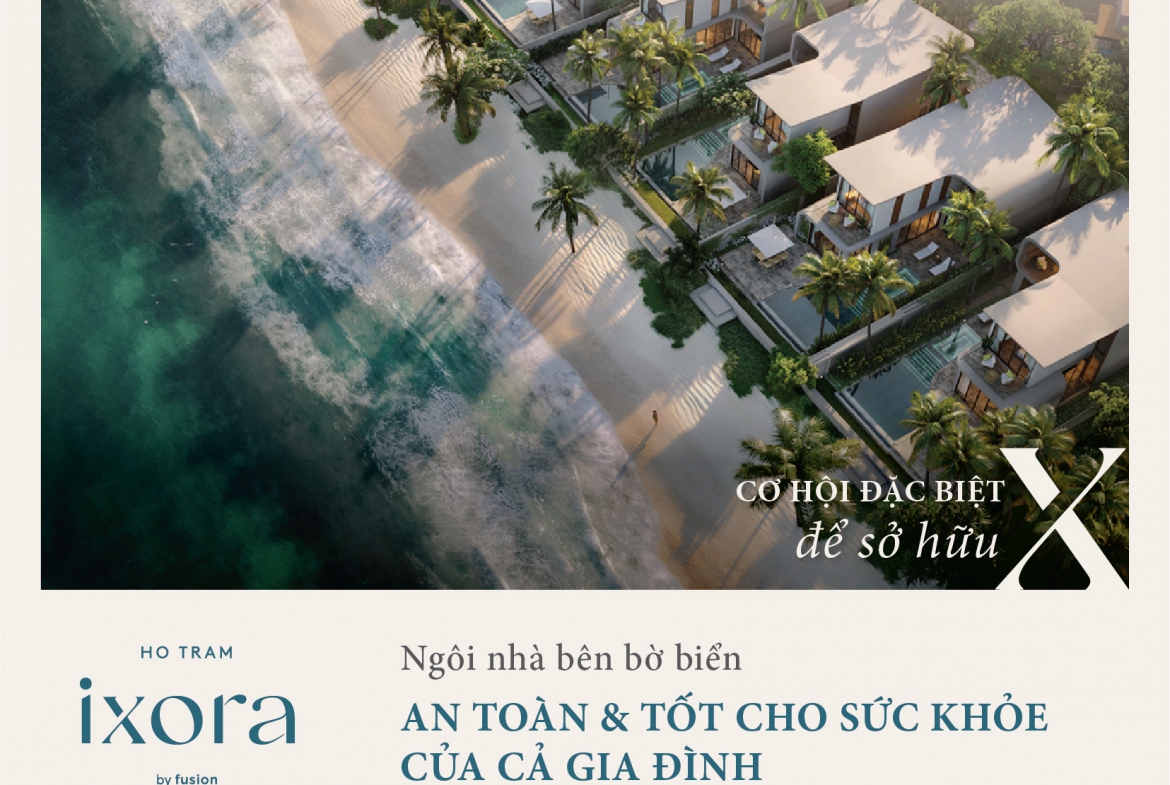 CƠ HỘI ĐẶC BIỆT
để sở hữu
X
HO TRAM
ixora
by fusion
Ngôi nhà bên bờ biển
AN TOÀN & TỐT CHO SỨC KHỎE
CỦA CẢ GIA ĐÌNH